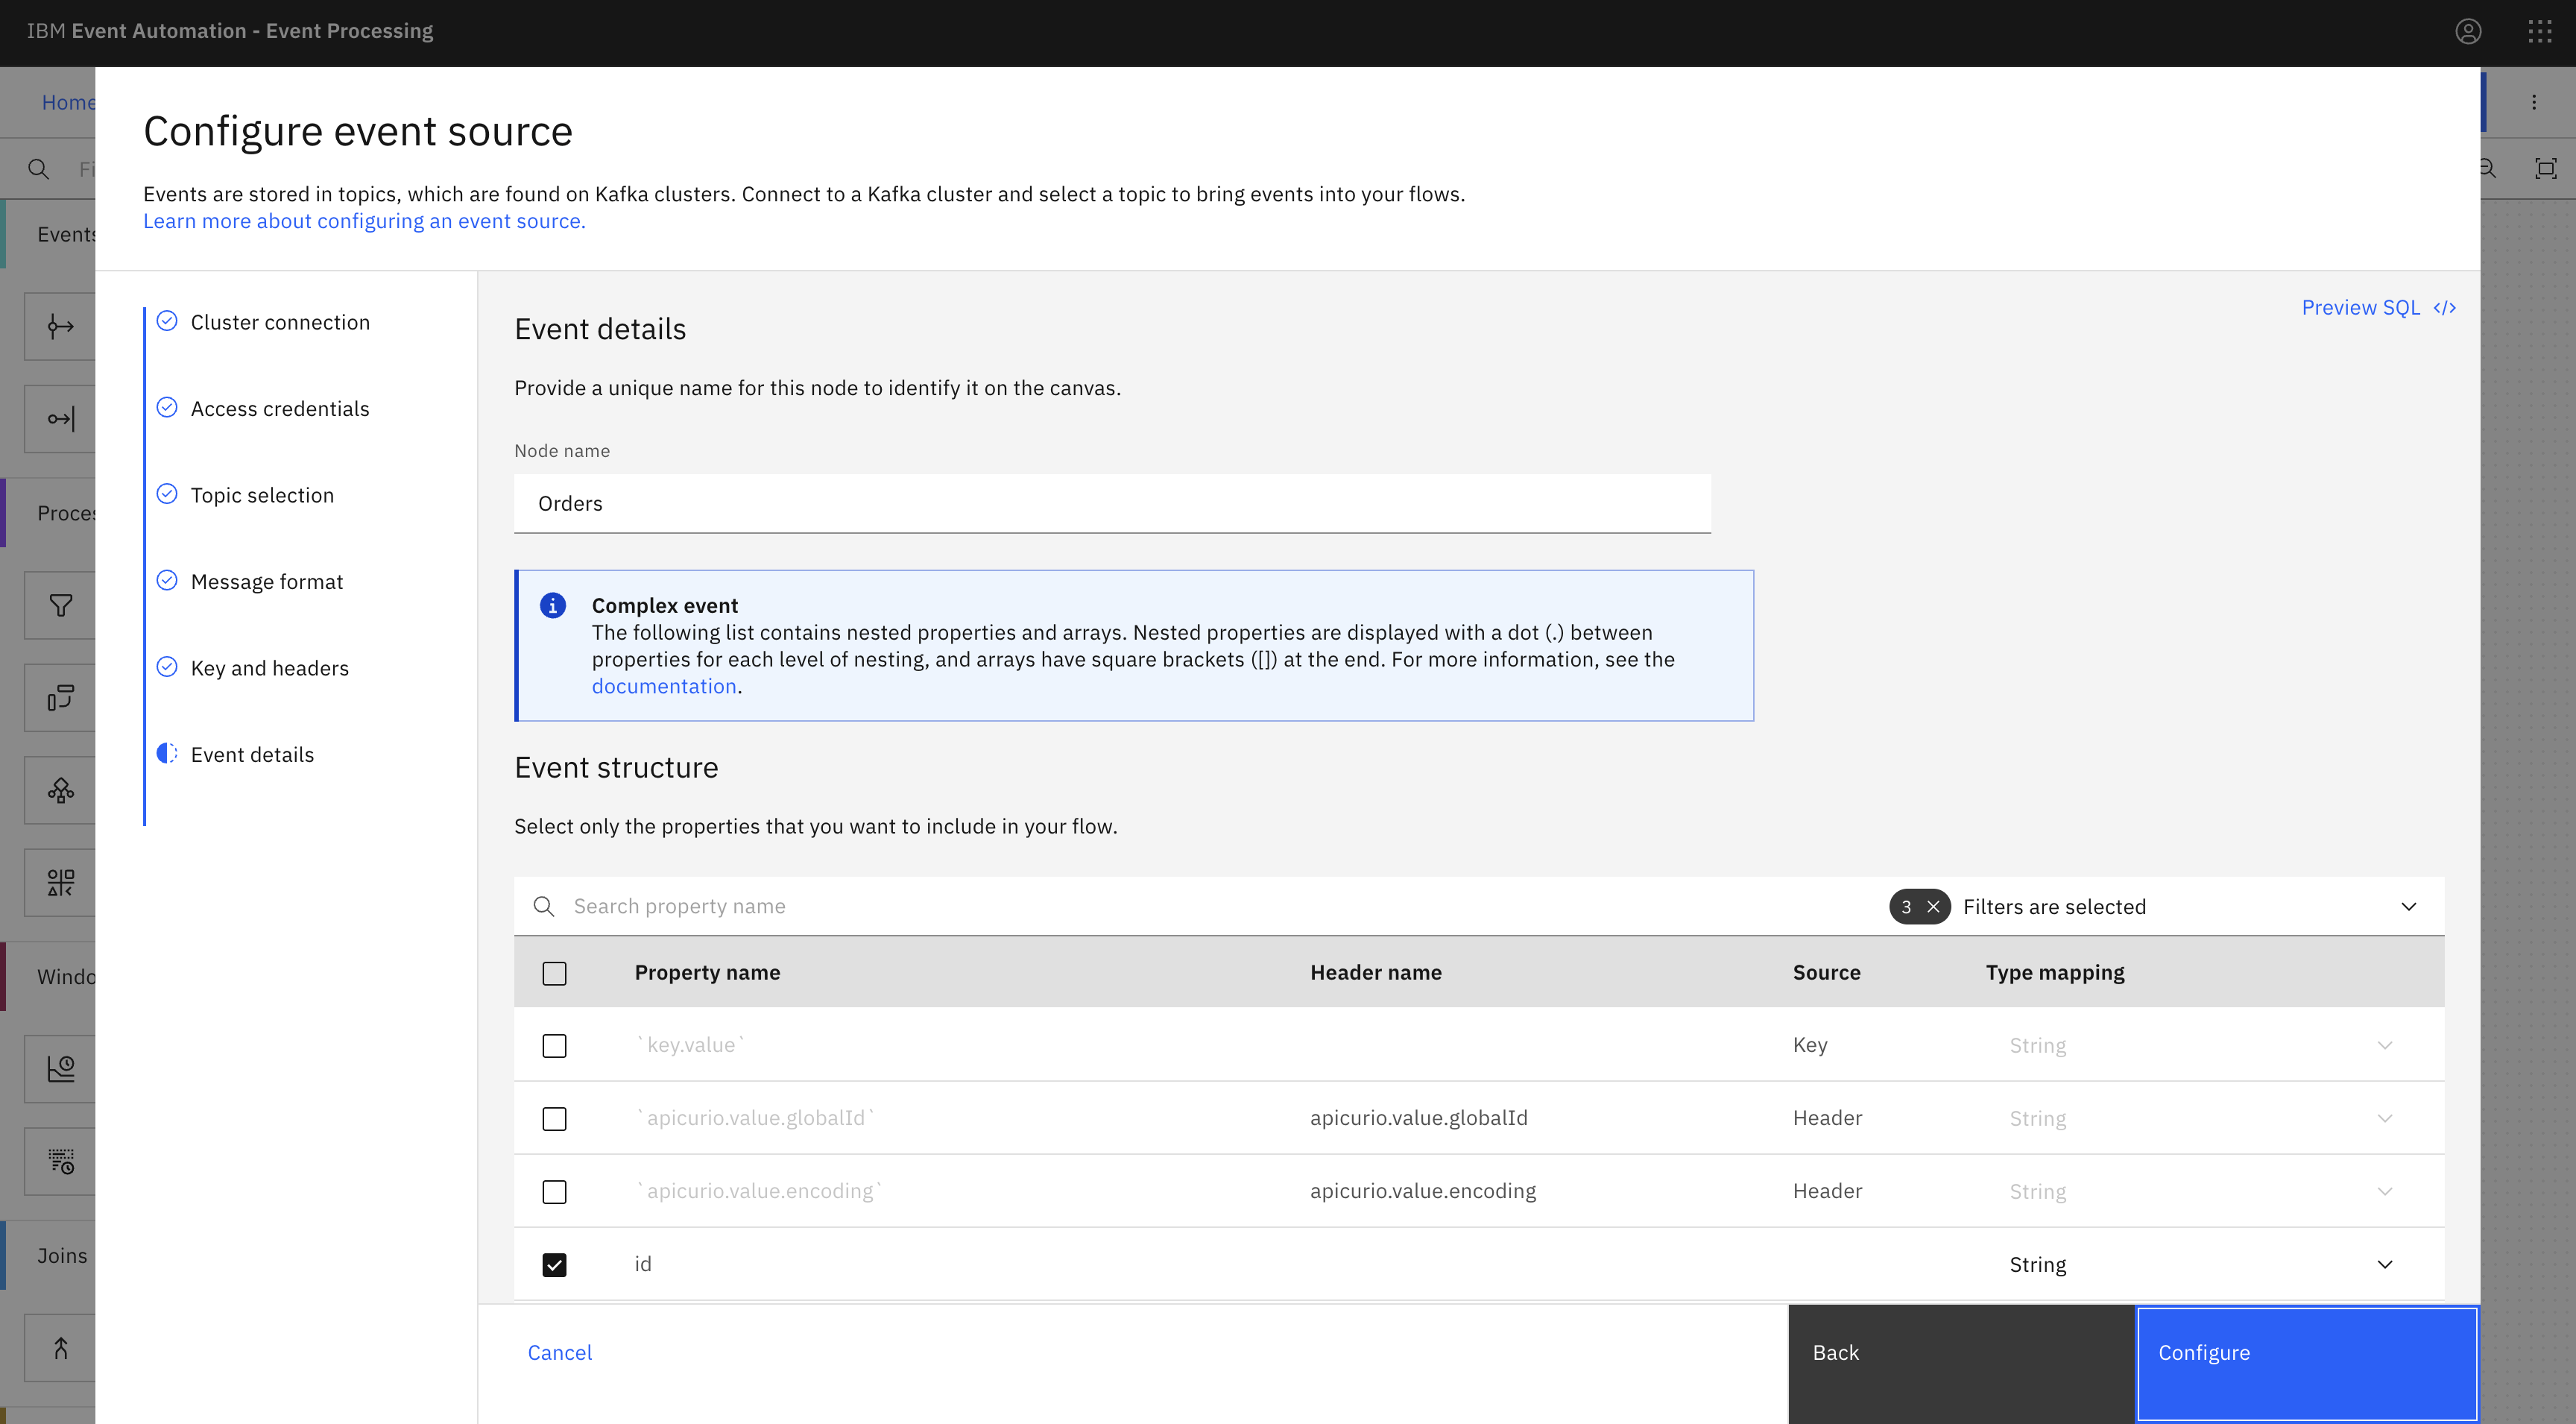 IBM Event Automation - Event Processing
Home
Configure event source
Events are stored in topics, which are found on Kafka clusters. Connect to a Kafka cluster and select a topic to bring events into your flows.
Learn more about configuring an event source.
Fi
Events
Proces
Windo
Joins
Cluster connection
Access credentials
Topic selection
Message format
Key and headers
Event details
Preview SQL </>
Event details
Provide a unique name for this node to identify it on the canvas.
Node name
Orders
Complex event
The following list contains nested properties and arrays. Nested properties are displayed with a dot (.) between
properties for each level of nesting, and arrays have square brackets ([]) at the end. For more information, see the
documentation.
Event structure
Select only the properties that you want to include in your flow.
Search property name
3 × Filters are selected
Property name Header name Source Type mapping
`key.value` Key String
`apicurio.value.globalId` apicurio.value.globalId Header String
`apicurio.value.encoding` apicurio.value.encoding Header String
id String
Cancel
Back
Configure